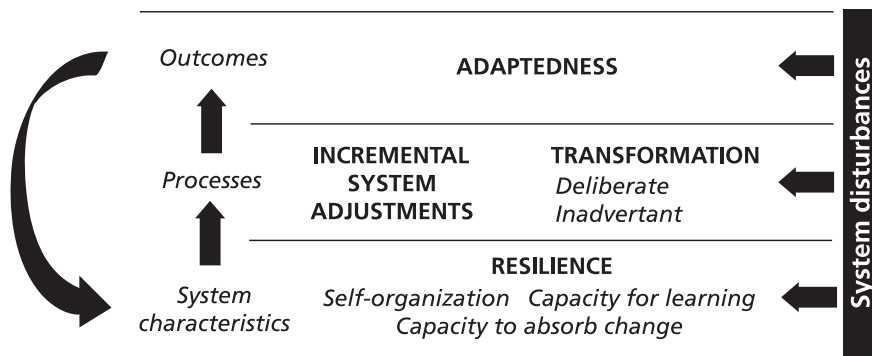 Outcomes
ADAPTEDNESS
INCREMENTAL
SYSTEM
ADJUSTMENTS
TRANSFORMATION
Deliberate
Inadvertant
Processes
RESILIENCE
Self-organization Capacity for learning
Capacity to absorb change
System
characteristics
System disturbances